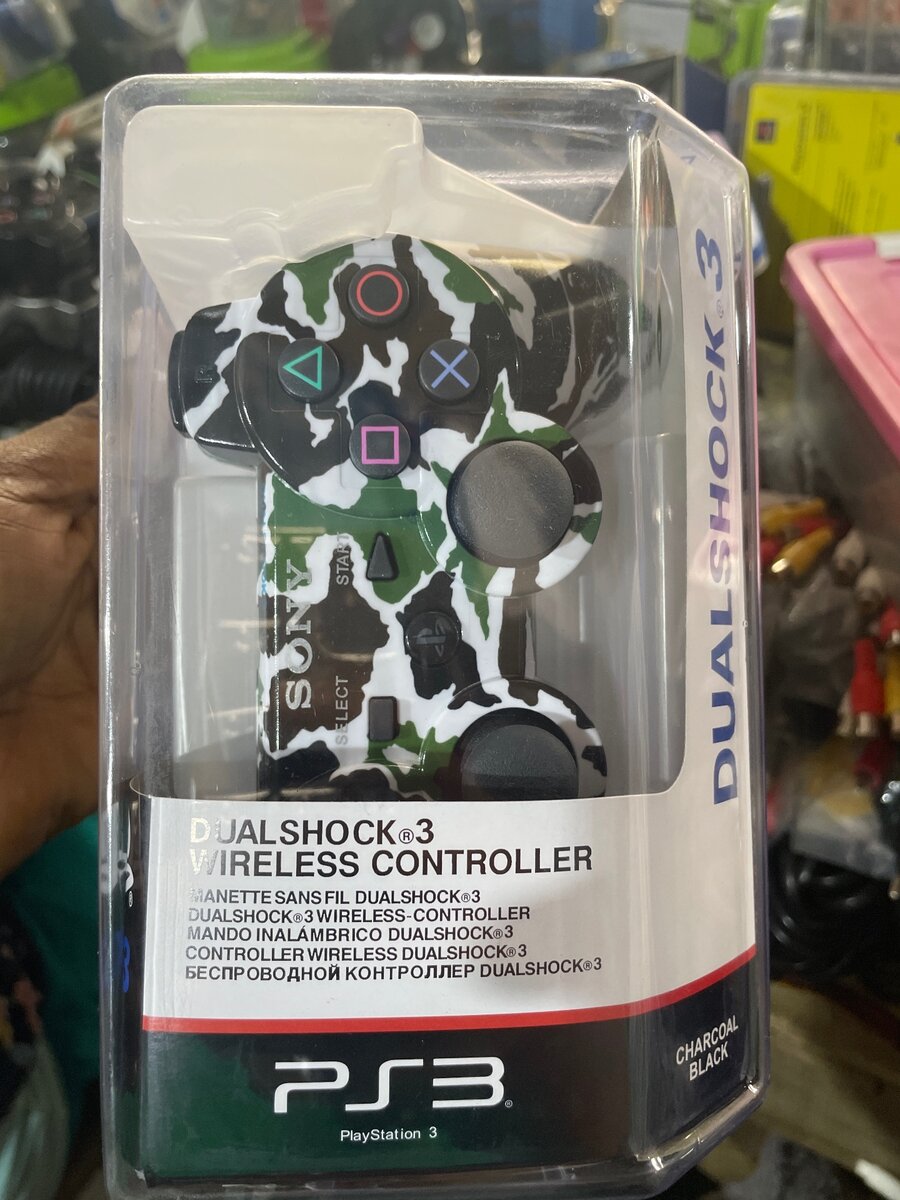 SONY
SELECT
START
DUALSHOCK®3
DUALSHOCK®3
WIRELESS CONTROLLER
MANETTE SANS FIL DUALSHOCK®3
DUALSHOCK®3 WIRELESS-CONTROLLER
MANDO INALÁMBRICO DUALSHOCK®3
CONTROLLER WIRELESS DUALSHOCK®3
БЕСПРОВОДНОЙ КОНТРОЛЛЕР DUALSHOCK®3
CHARCOAL
BLACK
PS3®
PlayStation 3